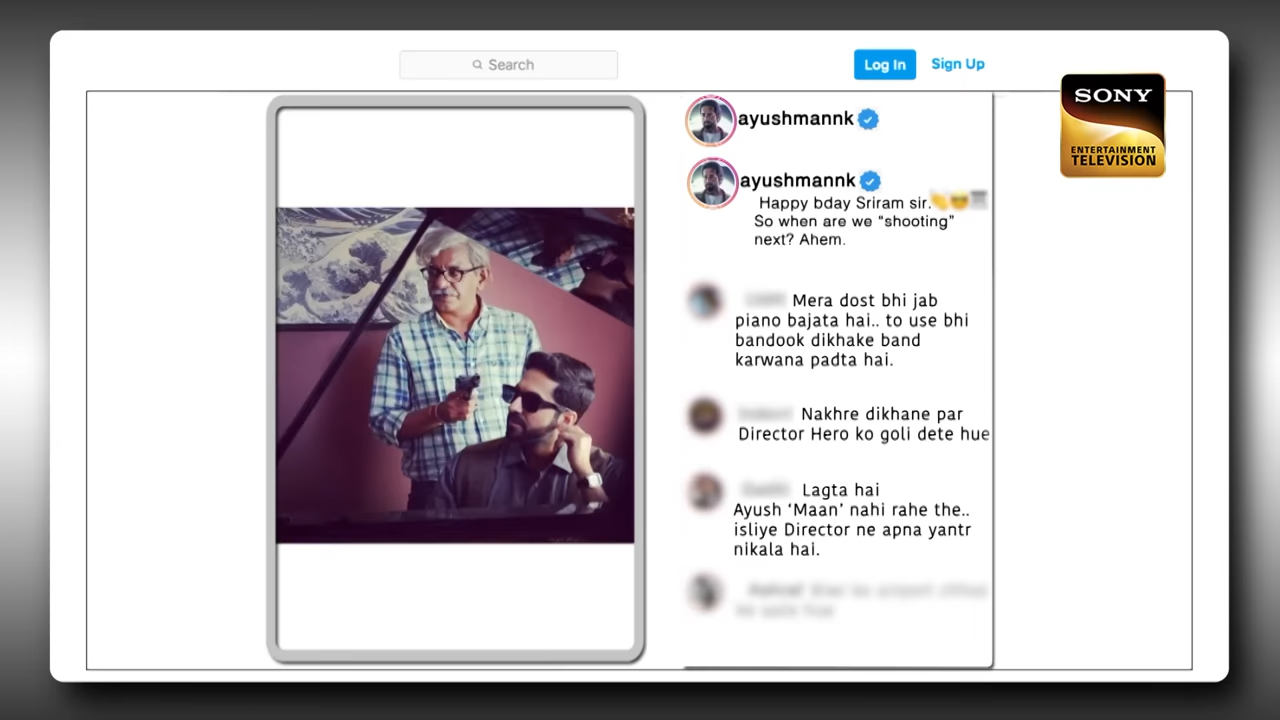 Search
Log In
Sign Up
SONY
ENTERTAINMENT
TELEVISION
ayushmannk
ayushmannk
Happy bday Sriram sir.
So when are we “shooting”
next? Ahem.
Mera dost bhi jab
piano bajata hai.. to use bhi
bandook dikhake band
karwana padta hai.
Nakhre dikhane par
Director Hero ko goli dete hue
Lagta hai
Ayush ‘Maan’ nahi rahe the..
isliye Director ne apna yantr
nikala hai.